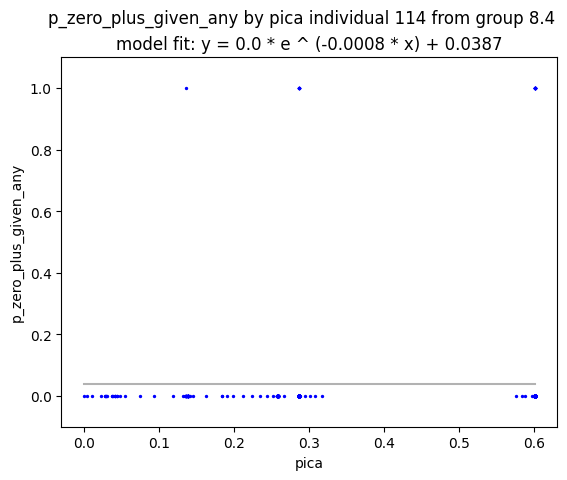 p_zero_plus_given_any by pica individual 114 from group 8.4
model fit: y = 0.0 * e ^ (-0.0008 * x) + 0.0387
p_zero_plus_given_any
1.0
0.8
0.6
0.4
0.2
0.0
0.0 0.1 0.2 0.3 0.4 0.5 0.6
pica